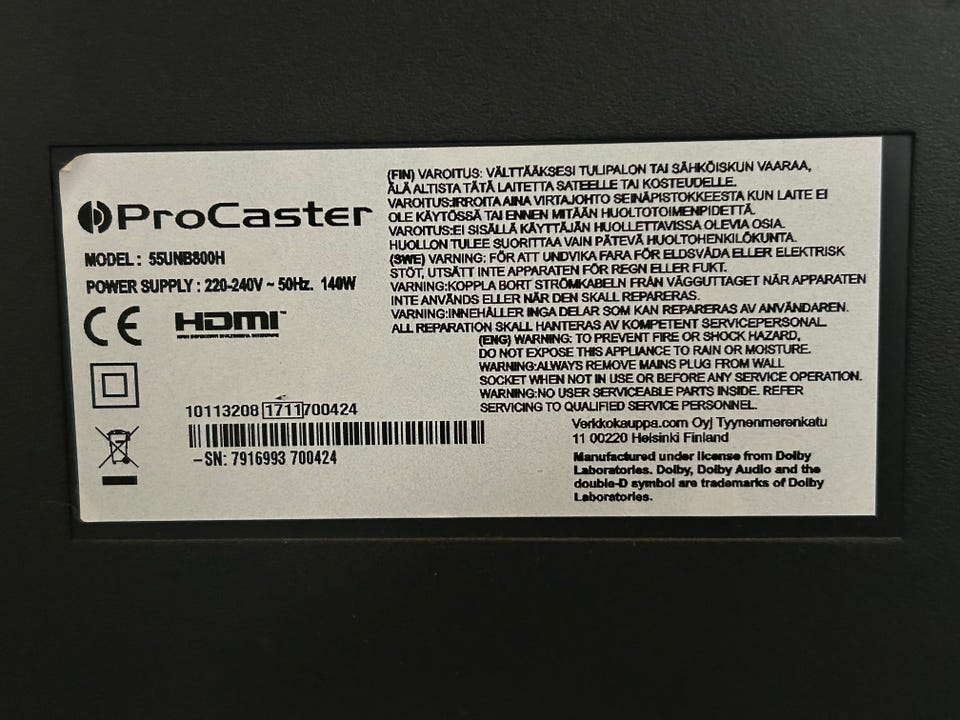 ProCaster
MODEL: 55UNB800H
POWER SUPPLY : 220-240V ~ 50Hz. 140W
CE HDMI™
10113208 1711 700424
-SN: 7916993 700424
(FIN) VAROITUS: VÄLTTÄÄKSESI TULIPALON TAI SÄHKÖISKUN VAARAA,
ÄLÄ ALTISTA TÄTÄ LAITETTA SATEELLE TAI KOSTEUDELLE.
VAROITUS:IRROITA AINA VIRTAJOHTO SEINÄPISTOKKEESTA KUN LAITE EI
OLE KÄYTÖSSÄ TAI ENNEN MITÄÄN HUOLTOTOIMENPIDETTÄ.
VAROITUS:EI SISÄLLÄ KÄYTTÄJÄN HUOLLETTAVISSA OLEVIA OSIA.
HUOLLON TULEE SUORITTAA VAIN PÄTEVÄ HUOLTOHENKILÖKUNTA.
(SWE) VARNING: FÖR ATT UNDVIKA FARA FÖR ELDSVÅDA ELLER ELEKTRISK
STÖT, UTSÄTT INTE APPARATEN FÖR REGN ELLER FUKT.
VARNING:KOPPLA BORT STRÖMKABELN FRÅN VÄGGUTTAGET NÄR APPARATEN
INTE ANVÄNDS ELLER NÄR DEN SKALL REPARERAS.
VARNING:INNEHÅLLER INGA DELAR SOM KAN REPARERAS AV ANVÄNDAREN.
ALL REPARATION SKALL HANTERAS AV KOMPETENT SERVICEPERSONAL.
(ENG) WARNING: TO PREVENT FIRE OR SHOCK HAZARD,
DO NOT EXPOSE THIS APPLIANCE TO RAIN OR MOISTURE.
WARNING:ALWAYS REMOVE MAINS PLUG FROM WALL
SOCKET WHEN NOT IN USE OR BEFORE ANY SERVICE OPERATION.
WARNING:NO USER SERVICEABLE PARTS INSIDE. REFER
SERVICING TO QUALIFIED SERVICE PERSONNEL.
Verkkokauppa.com Oyj Tyynenmerenkatu
11 00220 Helsinki Finland
Manufactured under license from Dolby
Laboratories. Dolby, Dolby Audio and the
double-D symbol are trademarks of Dolby
Laboratories.